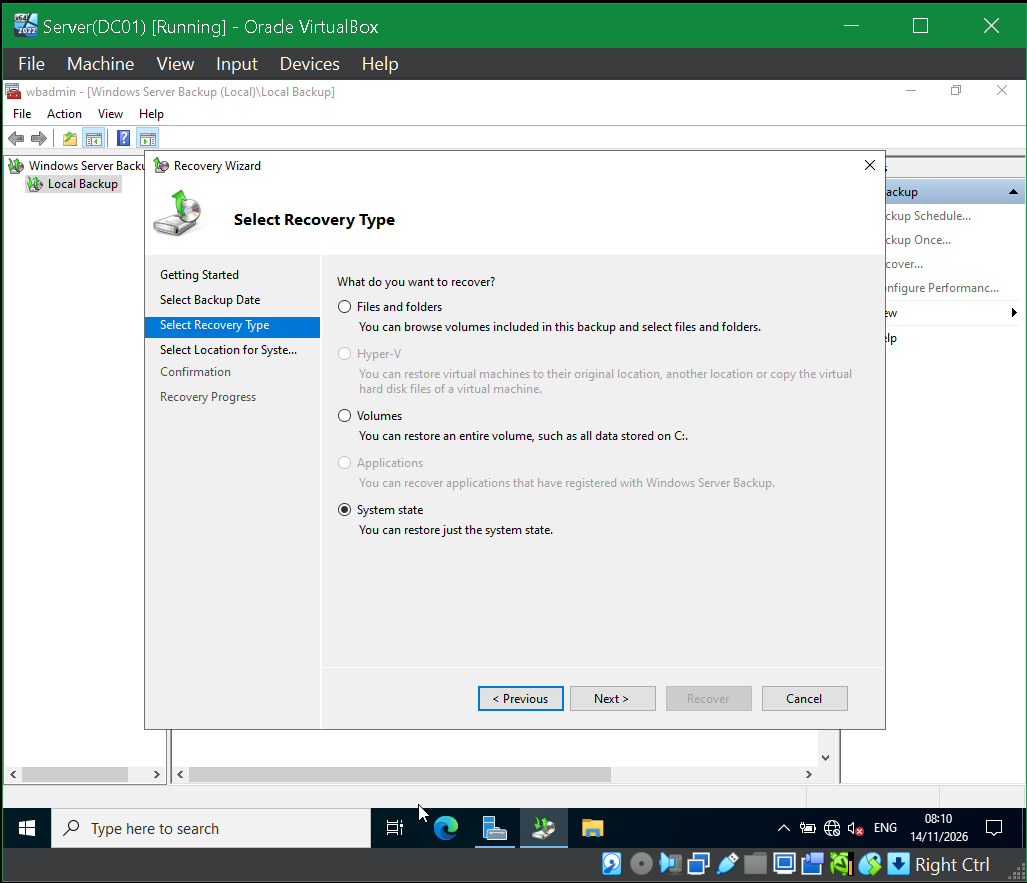 Server(DC01) [Running] - Oracle VirtualBox
File Machine View Input Devices Help
wbadmin - [Windows Server Backup (Local)\Local Backup]
File Action View Help
Windows Server Backu
Local Backup
Recovery Wizard
Select Recovery Type
Getting Started
Select Backup Date
Select Recovery Type
Select Location for Syste...
Confirmation
Recovery Progress
What do you want to recover?
Files and folders
You can browse volumes included in this backup and select files and folders.
Hyper-V
You can restore virtual machines to their original location, another location or copy the virtual
hard disk files of a virtual machine.
Volumes
You can restore an entire volume, such as all data stored on C:.
Applications
You can recover applications that have registered with Windows Server Backup.
System state
You can restore just the system state.
< Previous Next > Recover Cancel
s
ackup
ckup Schedule...
ckup Once...
cover...
nfigure Performanc...
ew
elp
Type here to search
ENG
08:10
14/11/2026
Right Ctrl